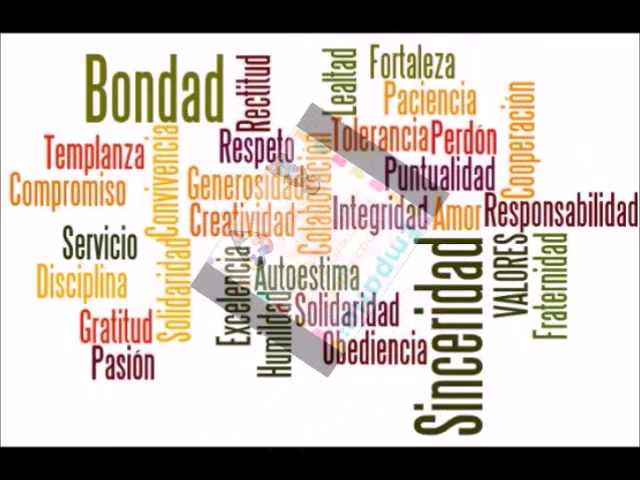 Bondad
Rectitud
Lealtad
Fortaleza
Paciencia
Cooperación
Templanza
Convivencia
Respeto
Tolerancia
Perdón
Compromiso
Generosidad
Colaboración
Puntualidad
Creatividad
Integridad
Amor
Responsabilidad
Servicio
Solidaridad
Disciplina
Excelencia
Autoestima
Sinceridad
VALORES
Fraternidad
Gratitud
Humildad
Solidaridad
Pasión
Obediencia